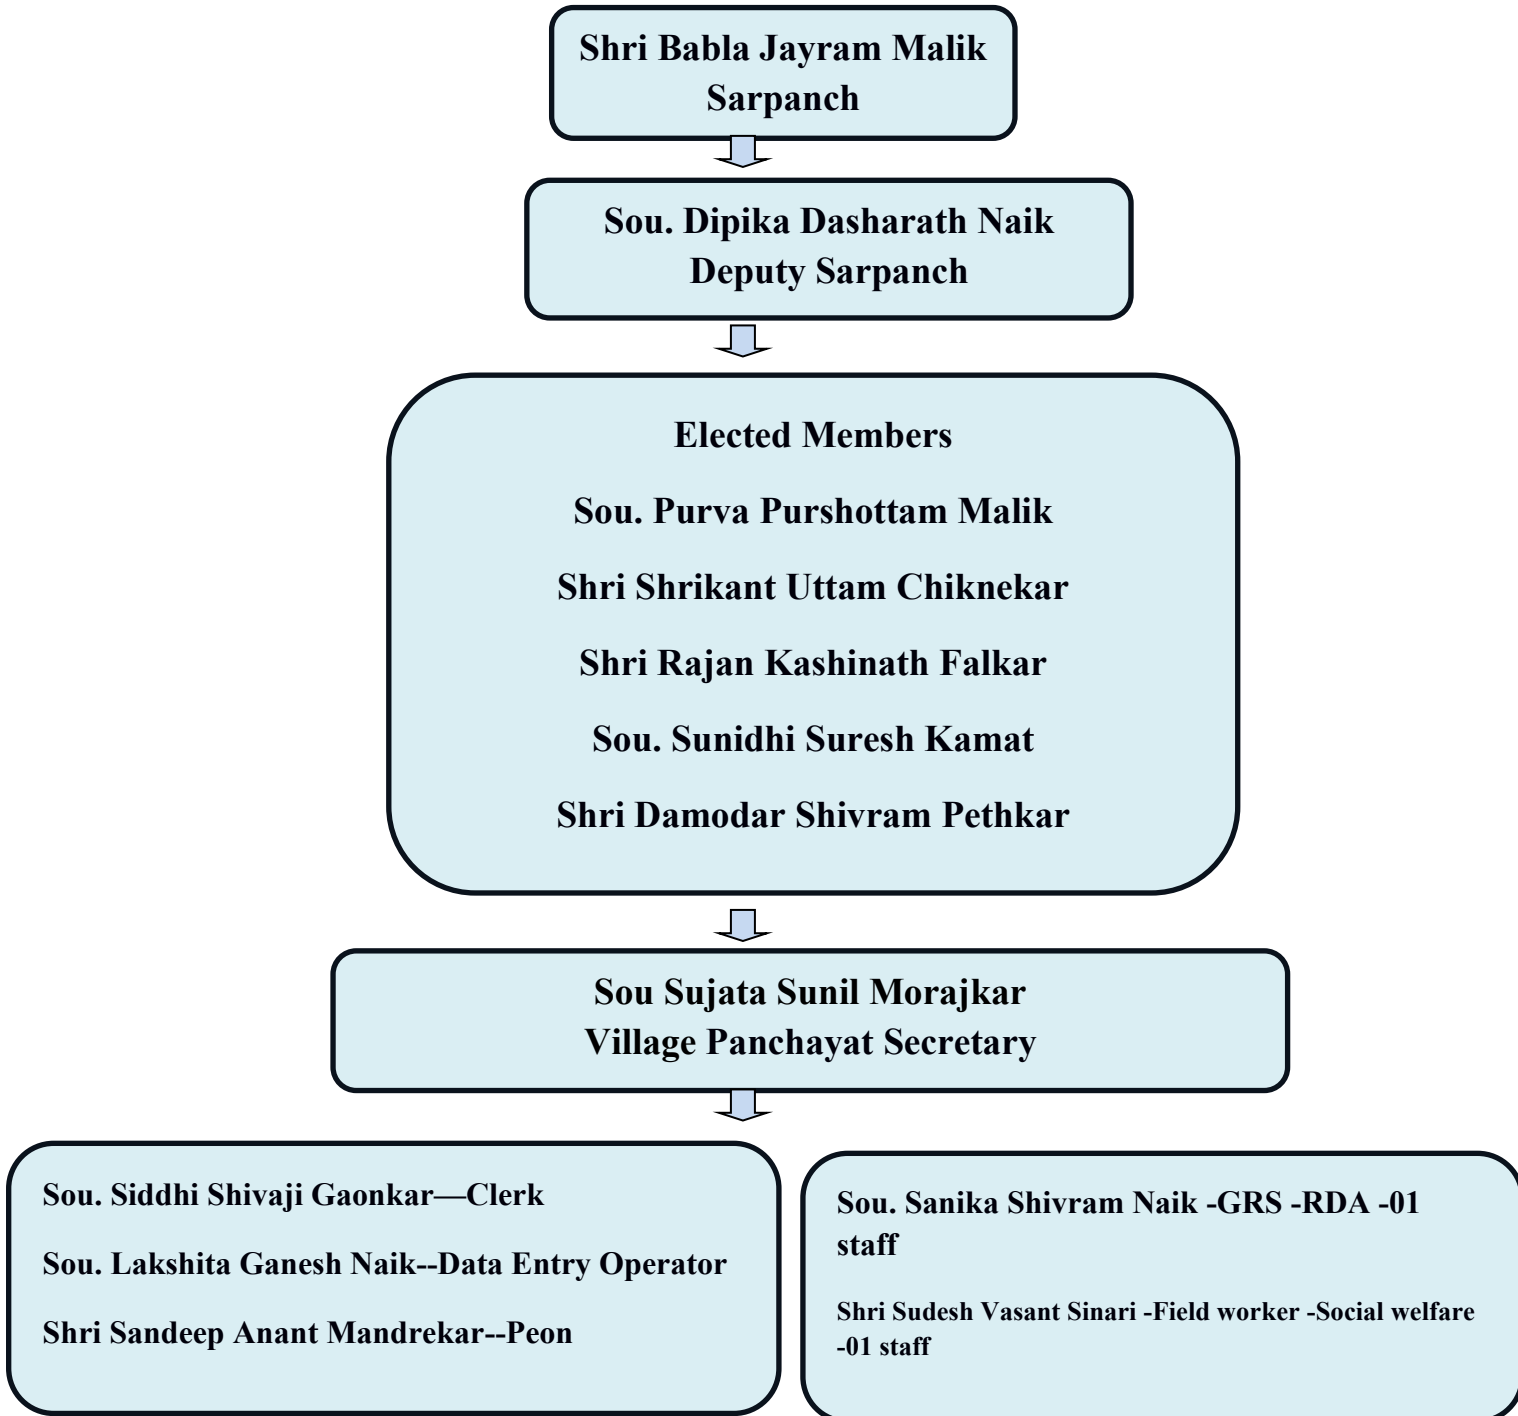 Shri Babla Jayram Malik
Sarpanch
Sou. Dipika Dasharath Naik
Deputy Sarpanch
Elected Members
Sou. Purva Purshottam Malik
Shri Shrikant Uttam Chiknekar
Shri Rajan Kashinath Falkar
Sou. Sunidhi Suresh Kamat
Shri Damodar Shivram Pethkar
Sou Sujata Sunil Morajkar
Village Panchayat Secretary
Sou. Siddhi Shivaji Gaonkar—Clerk
Sou. Lakshita Ganesh Naik--Data Entry Operator
Shri Sandeep Anant Mandrekar--Peon
Sou. Sanika Shivram Naik -GRS -RDA -01
staff
Shri Sudesh Vasant Sinari -Field worker -Social welfare
-01 staff